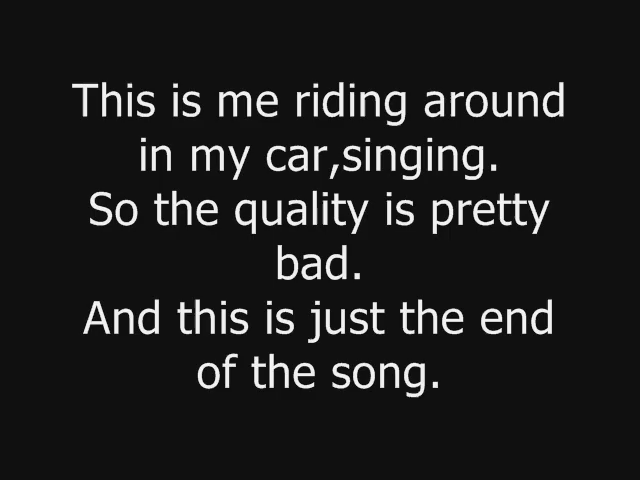 This is me riding around
in my car,singing.
So the quality is pretty
bad.
And this is just the end
of the song.